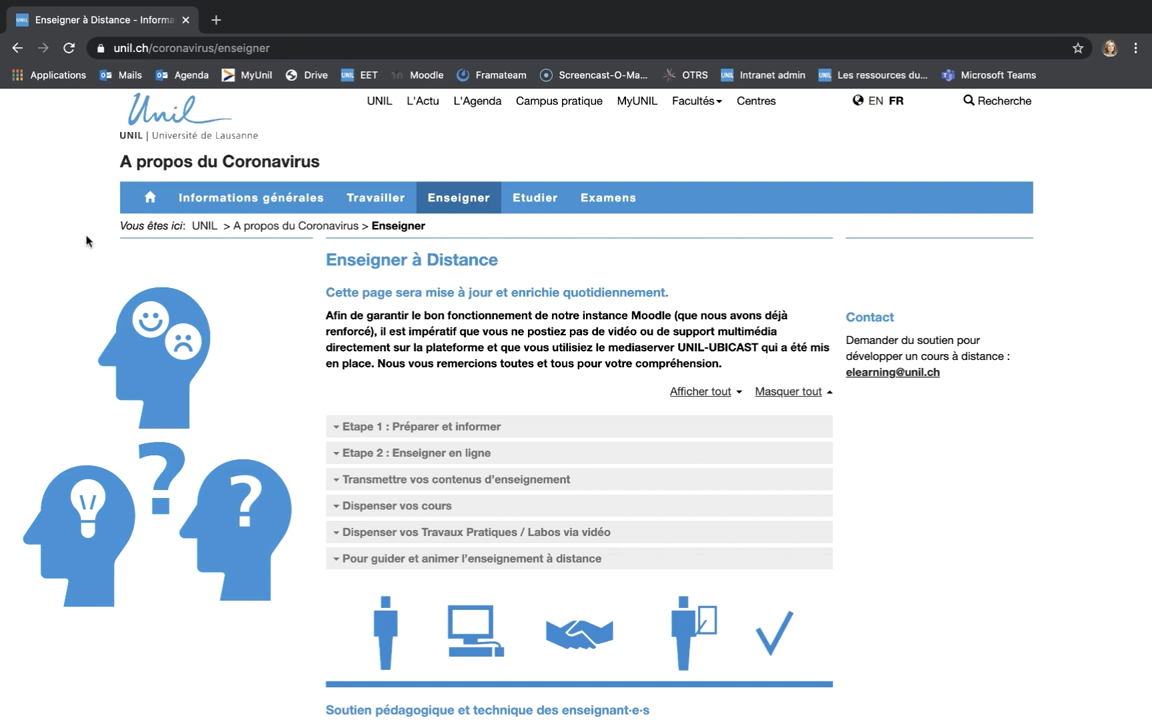 Enseigner à Distance - Informa
unil.ch/coronavirus/enseigner
Applications Mails Agenda MyUnil Drive EET Moodle Framateam Screencast-O-Ma... OTRS Intranet admin Les ressources du... Microsoft Teams
Unil
UNIL | Université de Lausanne
UNIL L'Actu L'Agenda Campus pratique MyUNIL Facultés Centres EN FR Recherche
A propos du Coronavirus
Informations générales Travailler Enseigner Etudier Examens
Vous êtes ici: UNIL > A propos du Coronavirus > Enseigner
Enseigner à Distance
Cette page sera mise à jour et enrichie quotidiennement.
Afin de garantir le bon fonctionnement de notre instance Moodle (que nous avons déjà
renforcé), il est impératif que vous ne postiez pas de vidéo ou de support multimédia
directement sur la plateforme et que vous utilisiez le mediaserver UNIL-UBICAST qui a été mis
en place. Nous vous remercions toutes et tous pour votre compréhension.
Afficher tout Masquer tout
Etape 1 : Préparer et informer
Etape 2 : Enseigner en ligne
Transmettre vos contenus d'enseignement
Dispenser vos cours
Dispenser vos Travaux Pratiques / Labos via vidéo
Pour guider et animer l'enseignement à distance
Soutien pédagogique et technique des enseignant·e·s
Contact
Demander du soutien pour
développer un cours à distance :
elearning@unil.ch
?
?